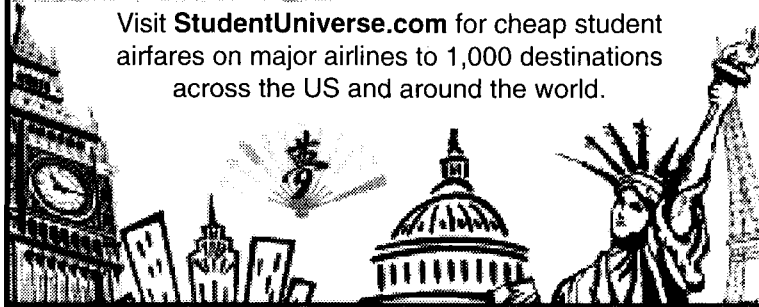 Visit StudentUniverse.com for cheap student
airfares on major airlines to 1,000 destinations
across the US and around the world.
夢